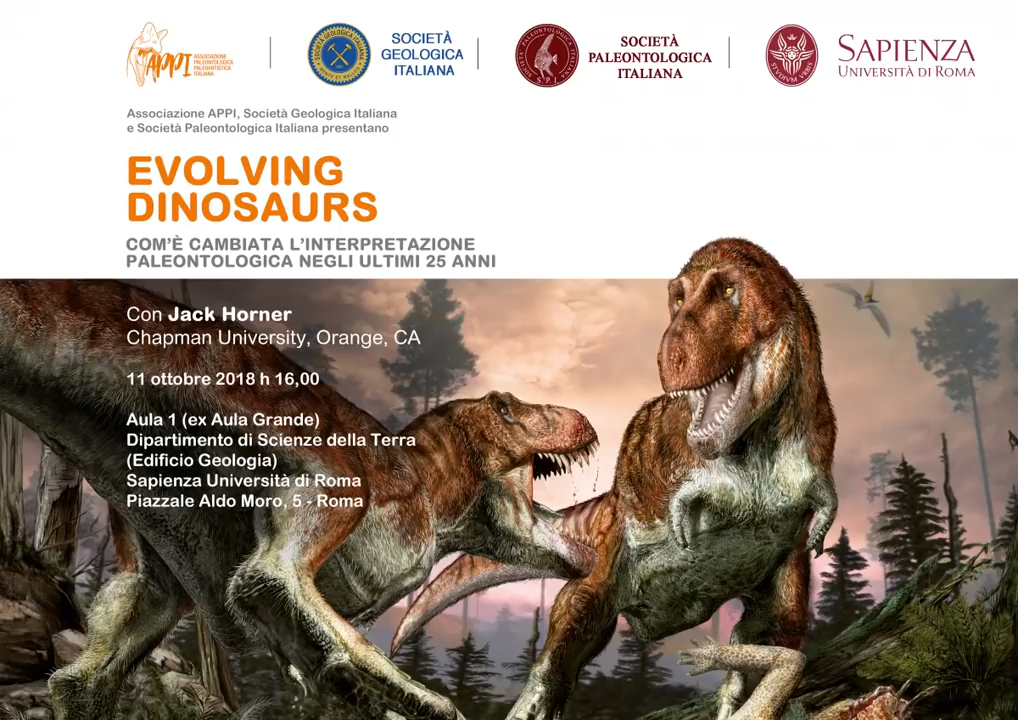 APPI
ASSOCIAZIONE
PALEONTOLOGICA
PALEOARTISTICA
ITALIANA
SOCIETÀ
GEOLOGICA
ITALIANA
S.P.I.
SOCIETÀ
PALEONTOLOGICA
ITALIANA
STVDIVM VRBIS
SAPIENZA
UNIVERSITÀ DI ROMA
Associazione APPI, Società Geologica Italiana
e Società Paleontologica Italiana presentano
EVOLVING
DINOSAURS
COM'È CAMBIATA L'INTERPRETAZIONE
PALEONTOLOGICA NEGLI ULTIMI 25 ANNI
Con Jack Horner
Chapman University, Orange, CA
11 ottobre 2018 h 16,00
Aula 1 (ex Aula Grande)
Dipartimento di Scienze della Terra
(Edificio Geologia)
Sapienza Università di Roma
Piazzale Aldo Moro, 5 - Roma